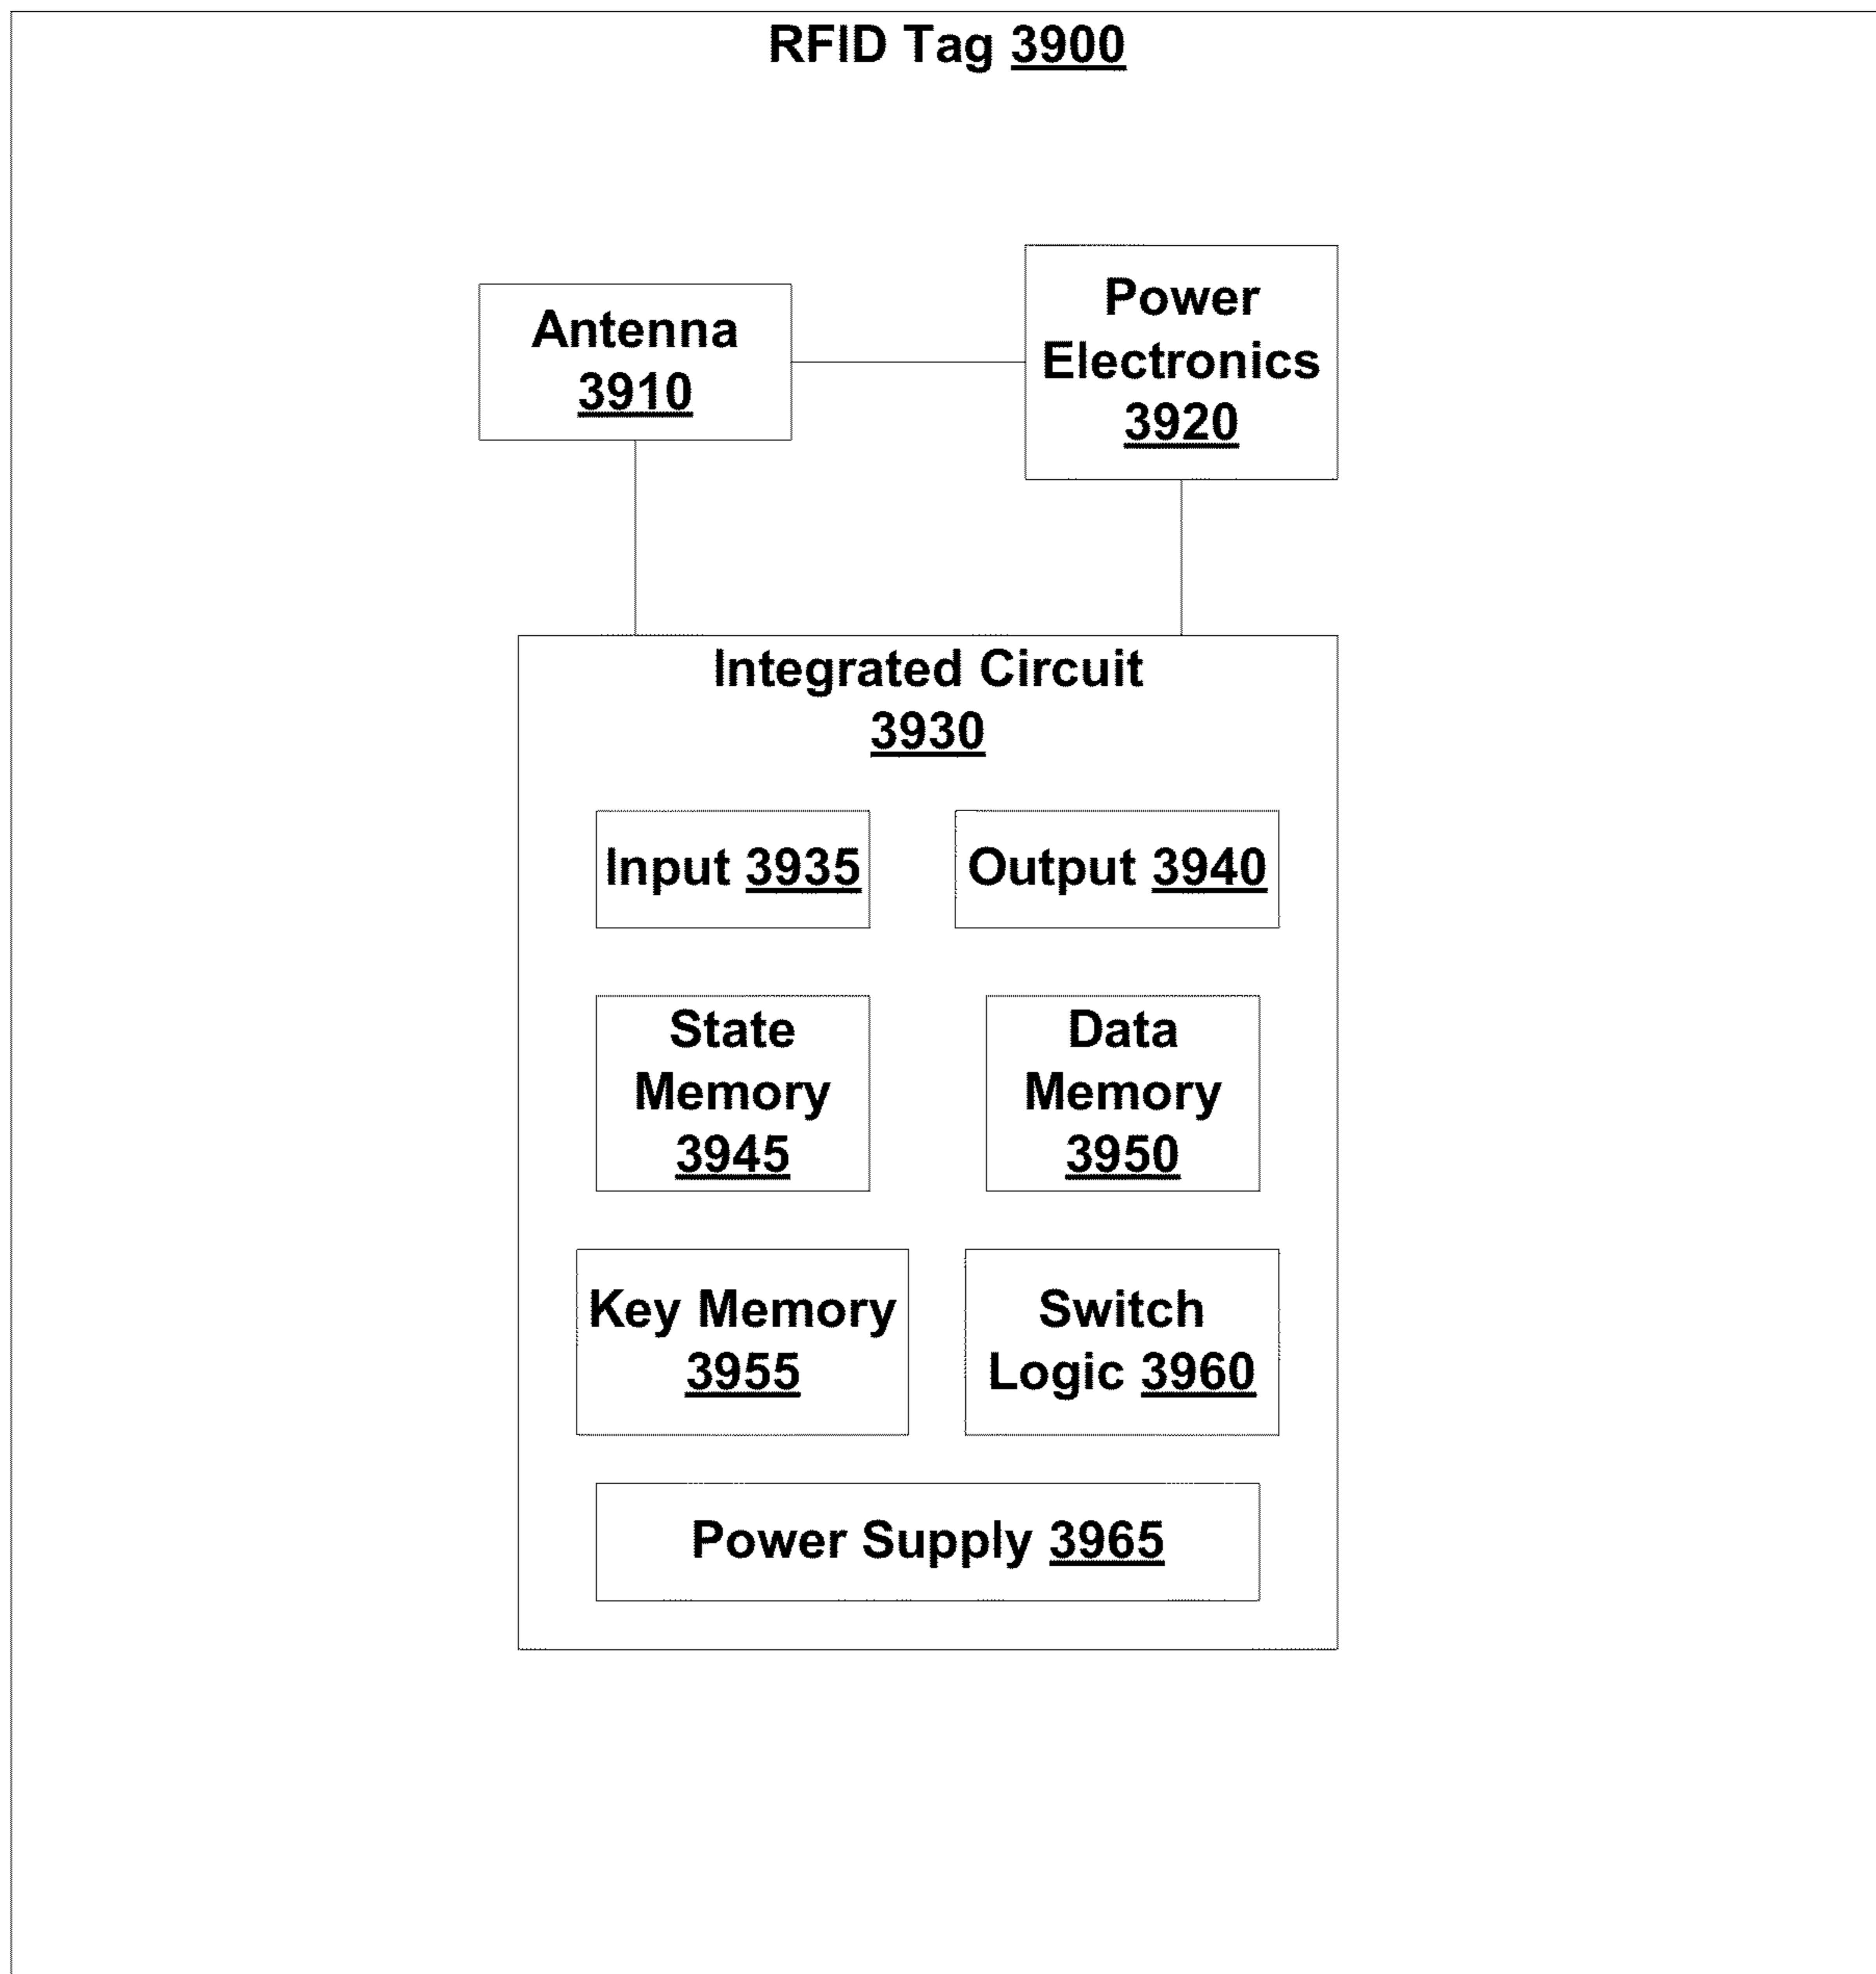 RFID Tag 3900
Antenna
3910
Power
Electronics
3920
Integrated Circuit
3930
Input 3935
Output 3940
State
Memory
3945
Data
Memory
3950
Key Memory
3955
Switch
Logic 3960
Power Supply 3965